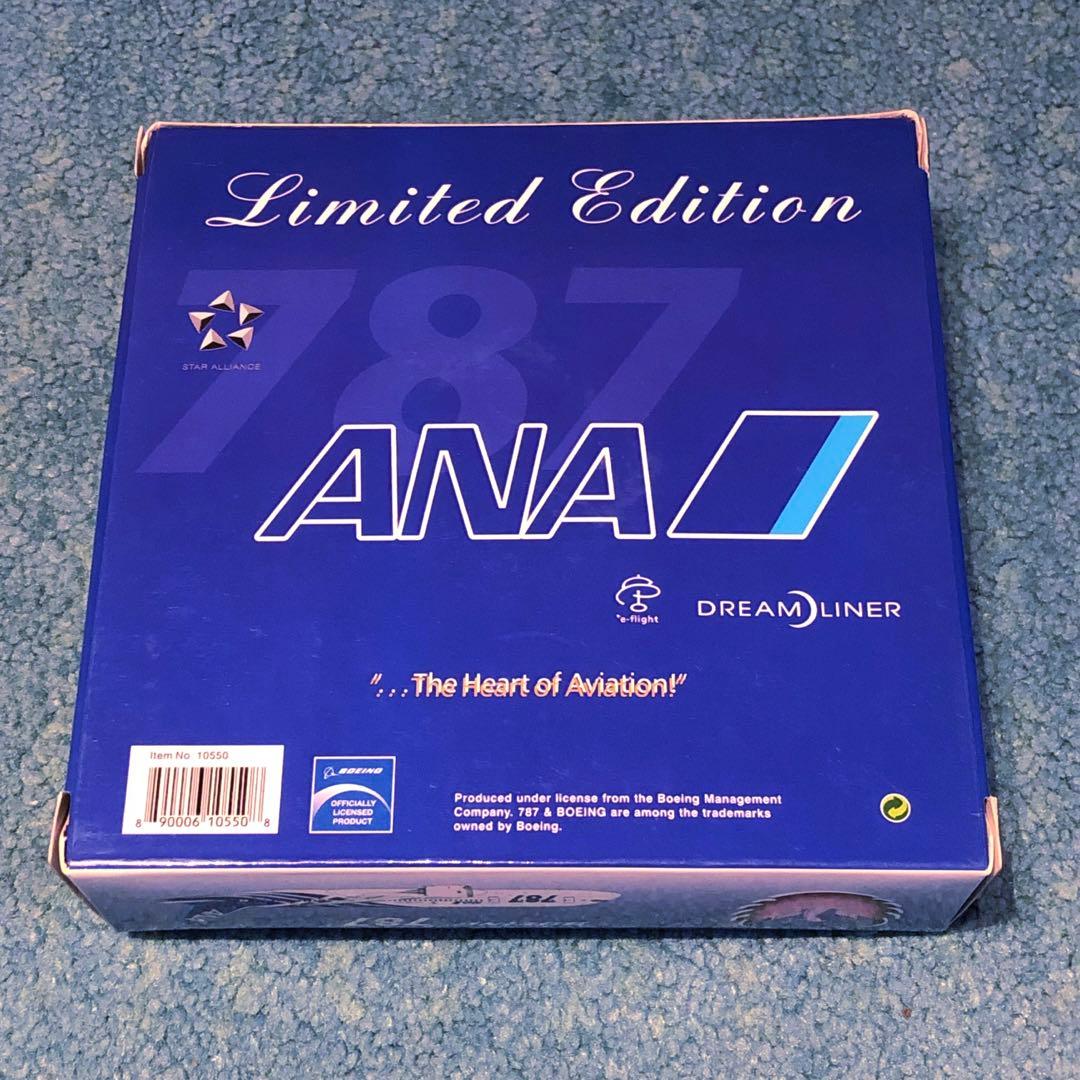 Limited Edition
787
STAR ALLIANCE
ANA
e-flight
DREAMLINER
"...The Heart of Aviation!"
Item No. 10550
8 90006 10550 8
BOEING
OFFICIALLY
LICENSED
PRODUCT
Produced under license from the Boeing Management
Company. 787 & BOEING are among the trademarks
owned by Boeing.
787
787